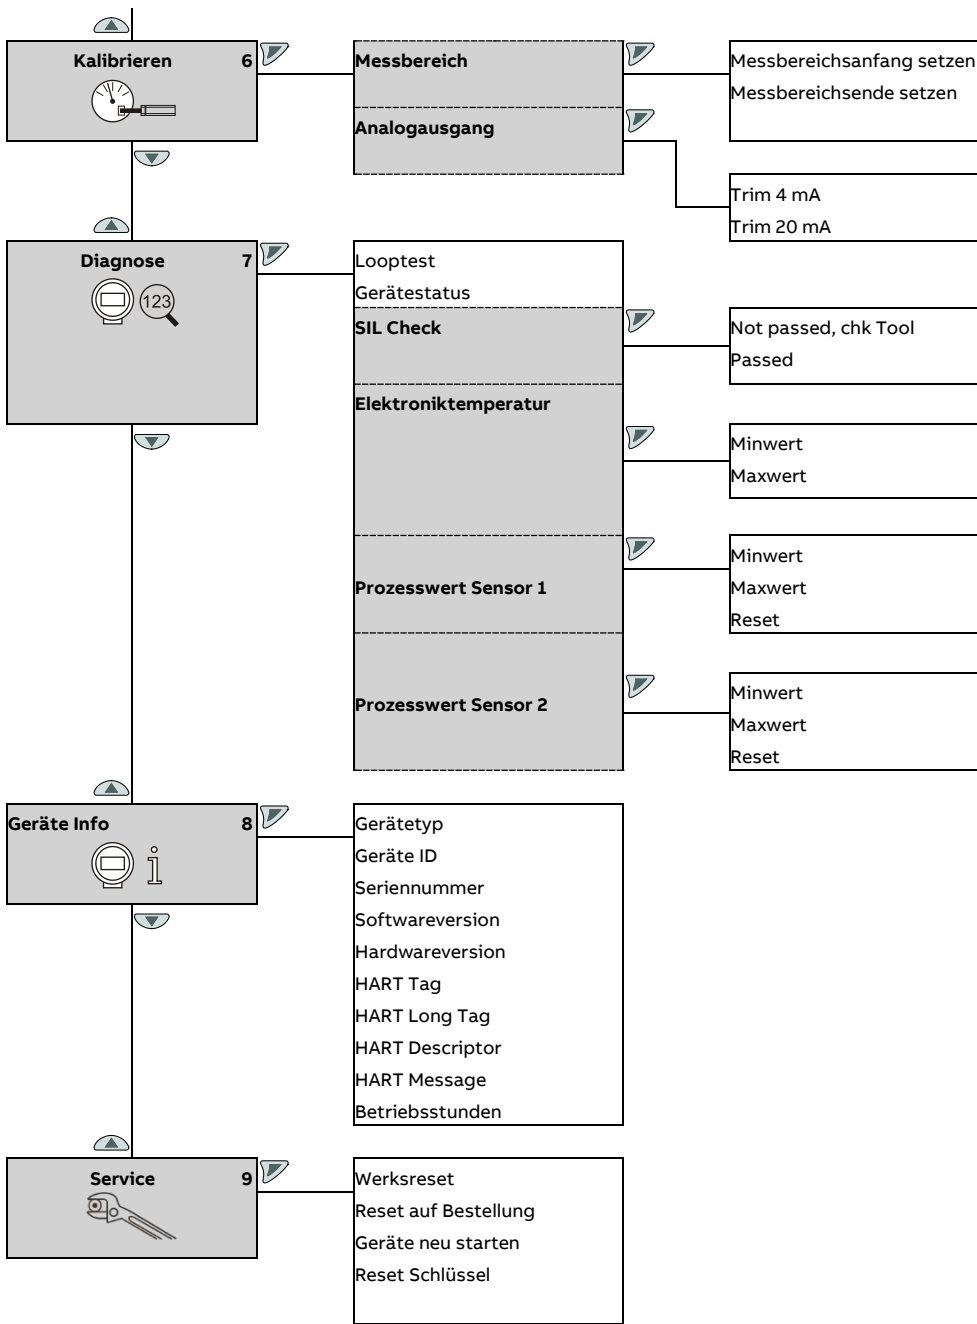 Kalibrieren 6
Messbereich
Messbereichsanfang setzen
Messbereichsende setzen
Analogausgang
Trim 4 mA
Trim 20 mA
Diagnose 7
123
Looptest
Gerätestatus
SIL Check
Not passed, chk Tool
Passed
Elektroniktemperatur
Minwert
Maxwert
Prozesswert Sensor 1
Minwert
Maxwert
Reset
Prozesswert Sensor 2
Minwert
Maxwert
Reset
Geräte Info 8
i
Gerätetyp
Geräte ID
Seriennummer
Softwareversion
Hardwareversion
HART Tag
HART Long Tag
HART Descriptor
HART Message
Betriebsstunden
Service 9
Werksreset
Reset auf Bestellung
Geräte neu starten
Reset Schlüssel